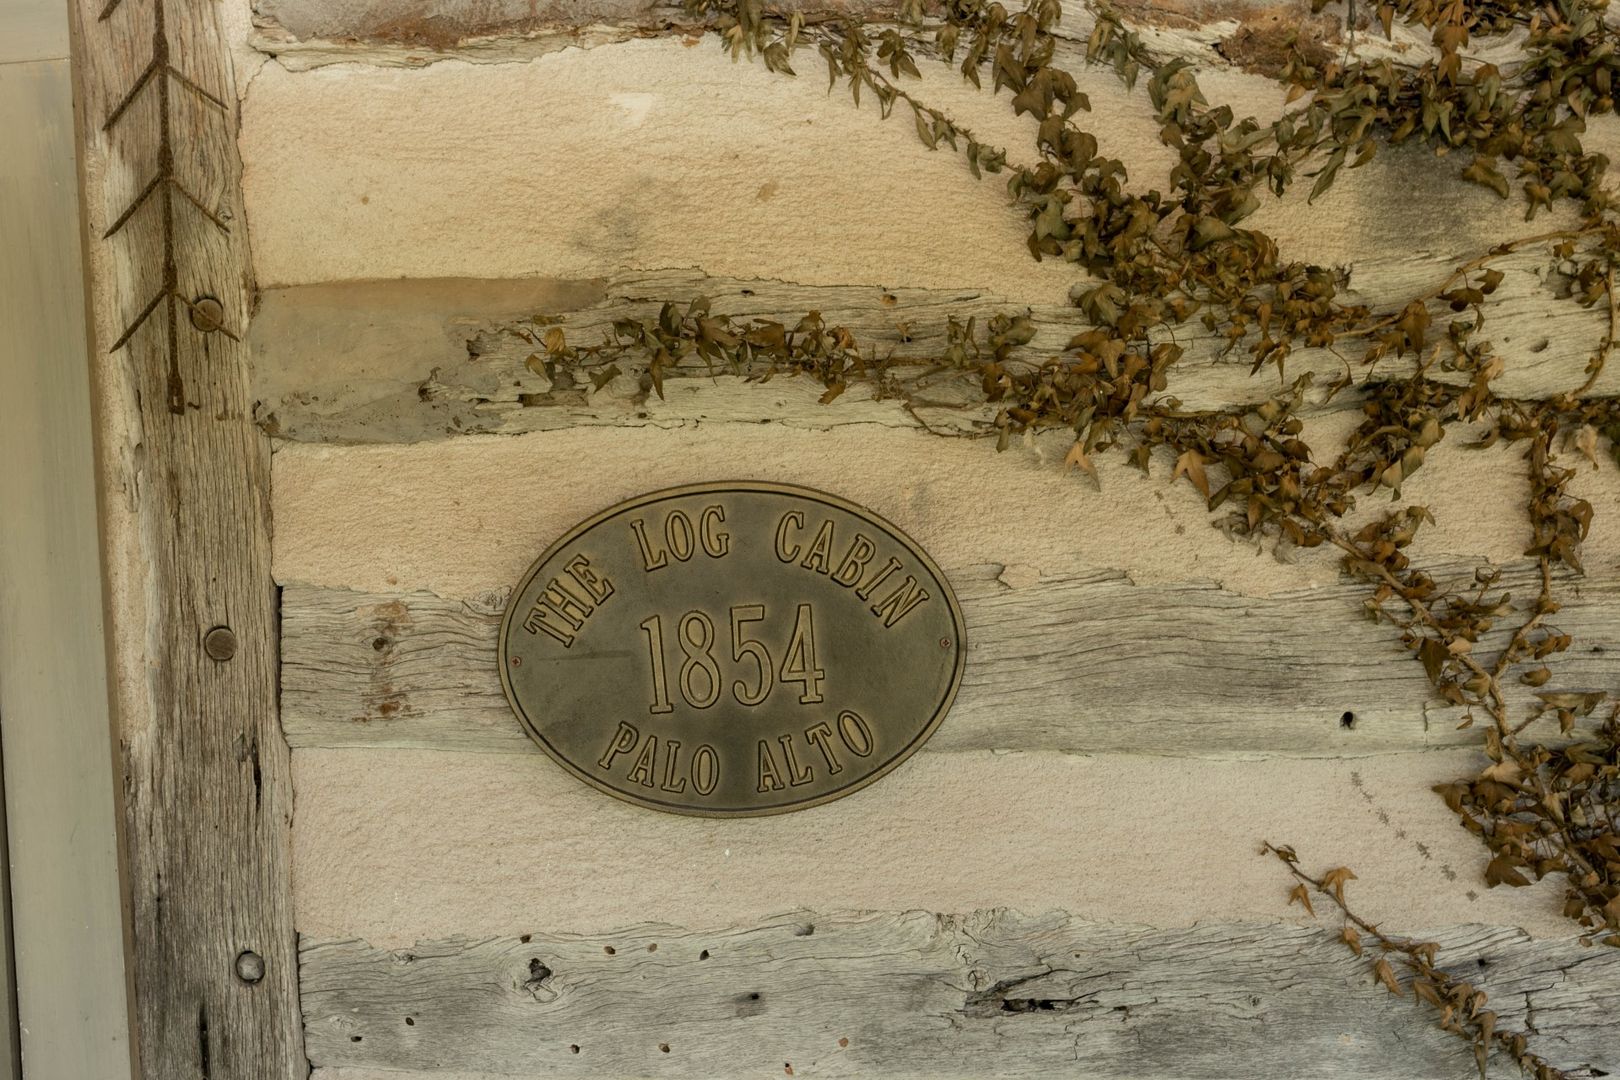 THE LOG CABIN
1854
PALO ALTO